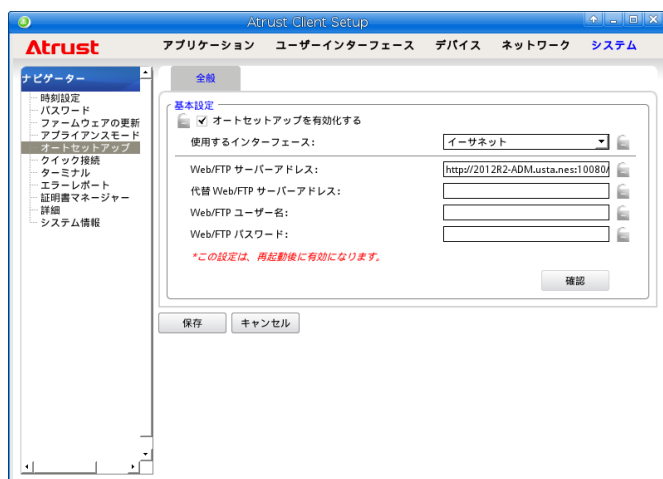 Atrust Client Setup
Atrust
アプリケーション ユーザーインターフェース デバイス ネットワーク システム
ナビゲーター
時刻設定
パスワード
ファームウェアの更新
アプライアンスモード
オートセットアップ
クイック接続
ターミナル
エラーレポート
証明書マネージャー
詳細
システム情報
全般
基本設定
オートセットアップを有効化する
使用するインターフェース: イーサネット
Web/FTP サーバーアドレス: http://2012R2-ADM.usta.nes:10080/
代替 Web/FTP サーバーアドレス:
Web/FTP ユーザー名:
Web/FTP パスワード:
*この設定は、再起動後に有効になります。
確認
保存 キャンセル